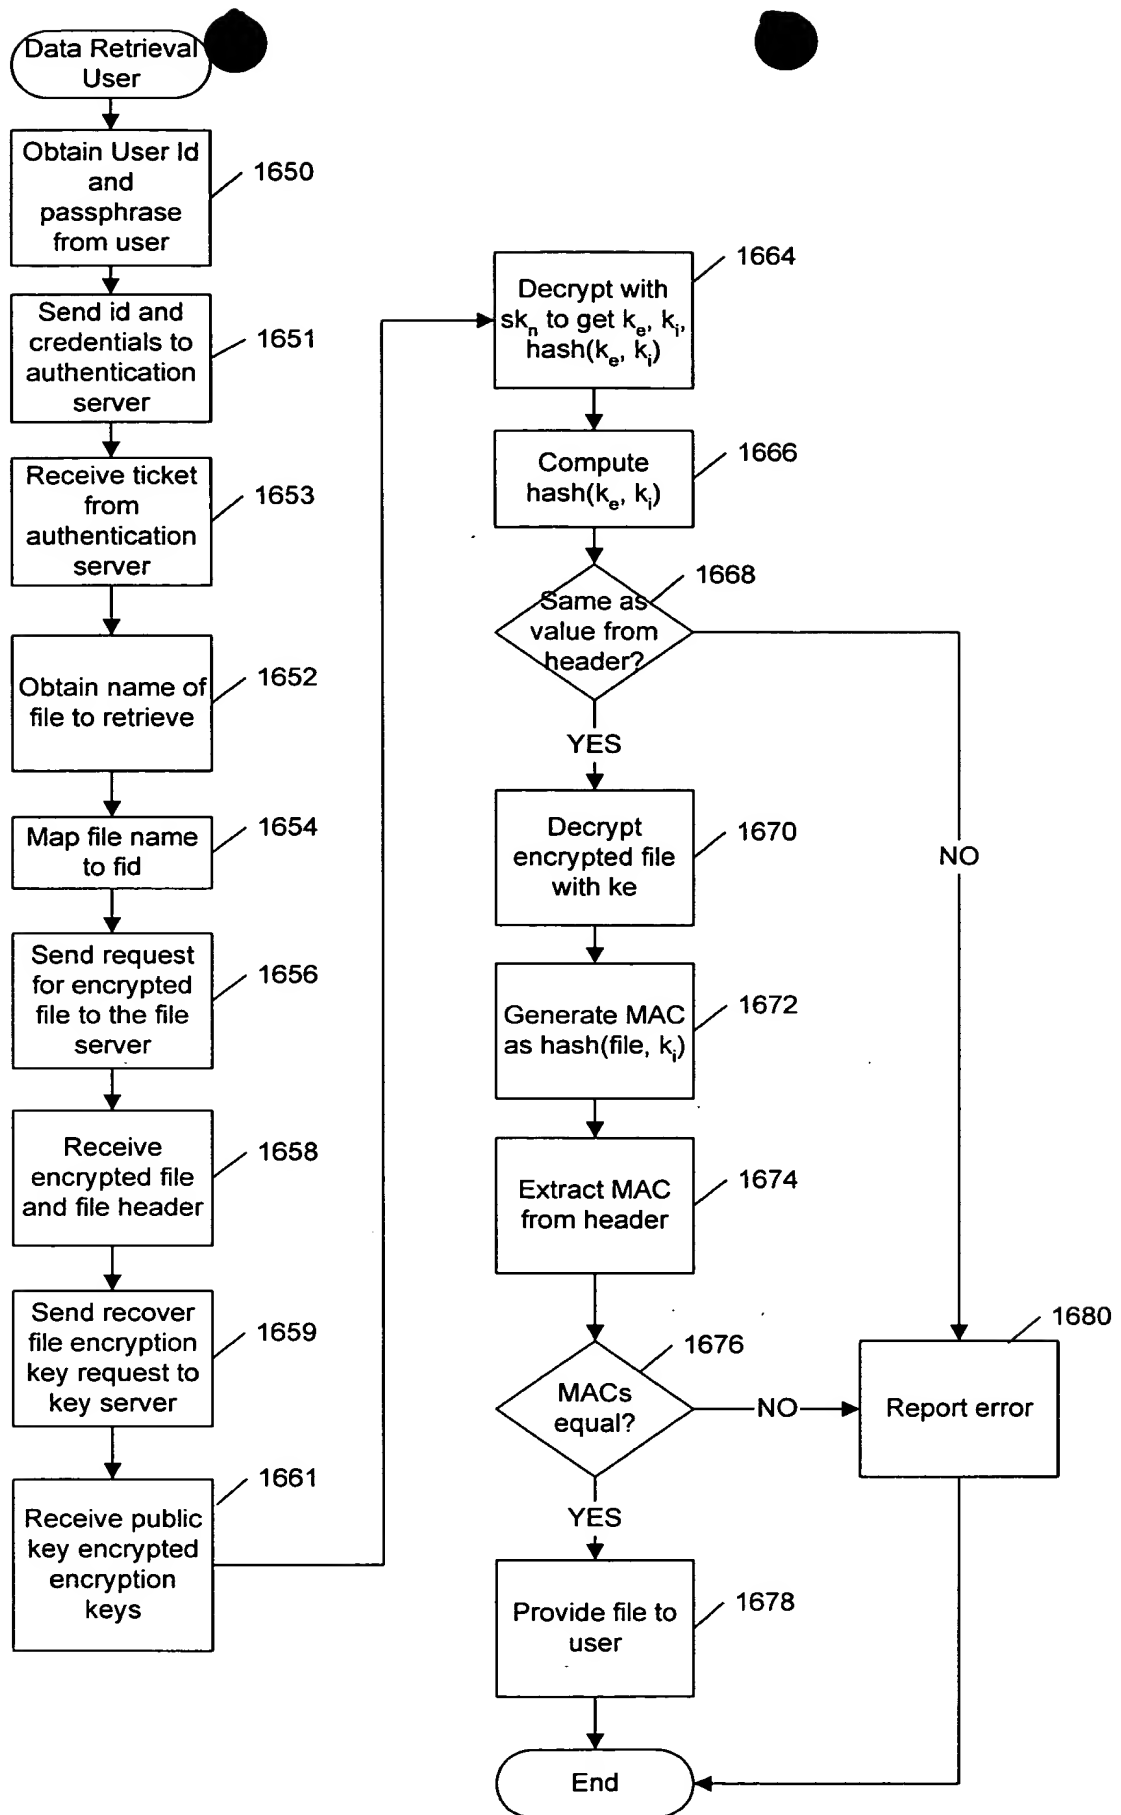 Data Retrieval
User
Obtain User Id
and
passphrase
from user
1650
Send id and
credentials to
authentication
server
1651
Receive ticket
from
authentication
server
1653
Obtain name of
file to retrieve
1652
Map file name
to fid
1654
Send request
for encrypted
file to the file
server
1656
Receive
encrypted file
and file header
1658
Send recover
file encryption
key request to
key server
1659
Receive public
key encrypted
encryption
keys
1661
Decrypt with
skn to get ke, ki,
hash(ke, ki)
1664
Compute
hash(ke, ki)
1666
Same as
value from
header?
1668
YES
NO
Decrypt
encrypted file
with ke
1670
Generate MAC
as hash(file, ki)
1672
Extract MAC
from header
1674
MACs
equal?
1676
NO
Report error
1680
YES
Provide file to
user
1678
End